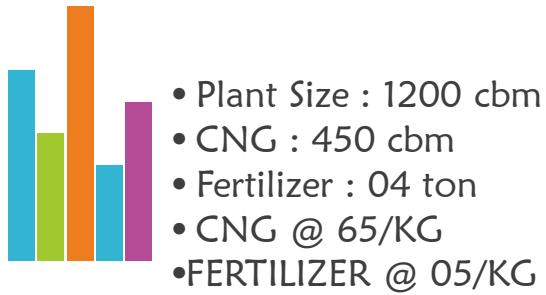 • Plant Size : 1200 cbm
• CNG : 450 cbm
• Fertilizer : 04 ton
• CNG @ 65/KG
•FERTILIZER @ 05/KG